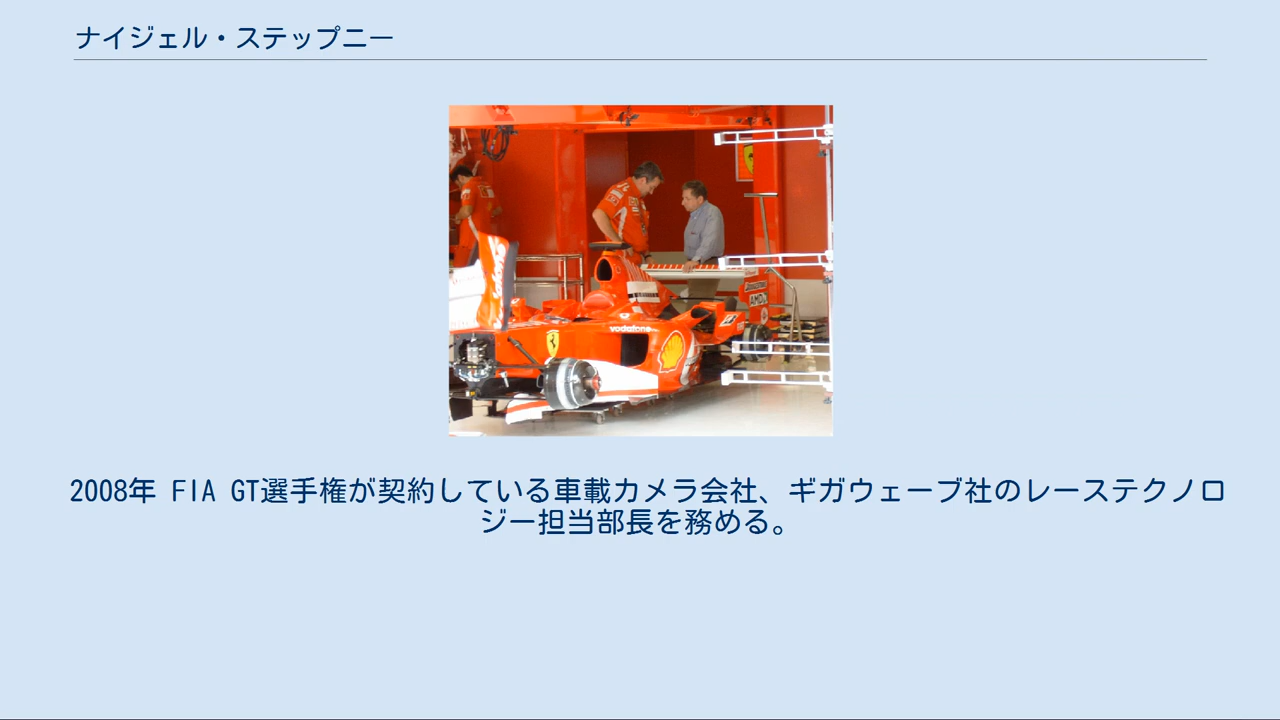 ナイジェル・ステップニー
vodafone
AMD
2008年 FIA GT選手権が契約している車載カメラ会社、ギガウェーブ社のレーステクノロ
ジー担当部長を務める。